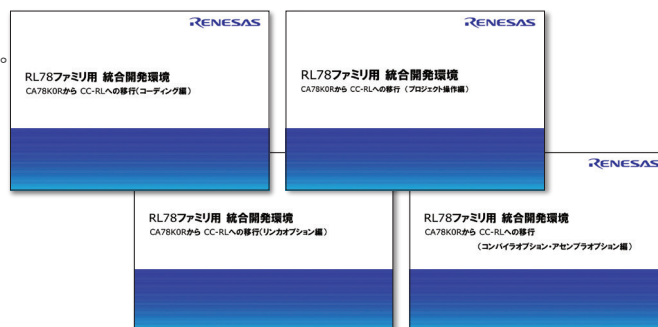 RENESAS
RL78ファミリ用 統合開発環境
CA78K0Rから CC-RLへの移行(コーディング編)
RENESAS
RL78ファミリ用 統合開発環境
CA78K0Rから CC-RLへの移行 (プロジェクト操作編)
RL78ファミリ用 統合開発環境
CA78K0Rから CC-RLへの移行(リンカオプション編)
RENESAS
RL78ファミリ用 統合開発環境
CA78K0Rから CC-RLへの移行
(コンパイラオプション・アセンブラオプション編)